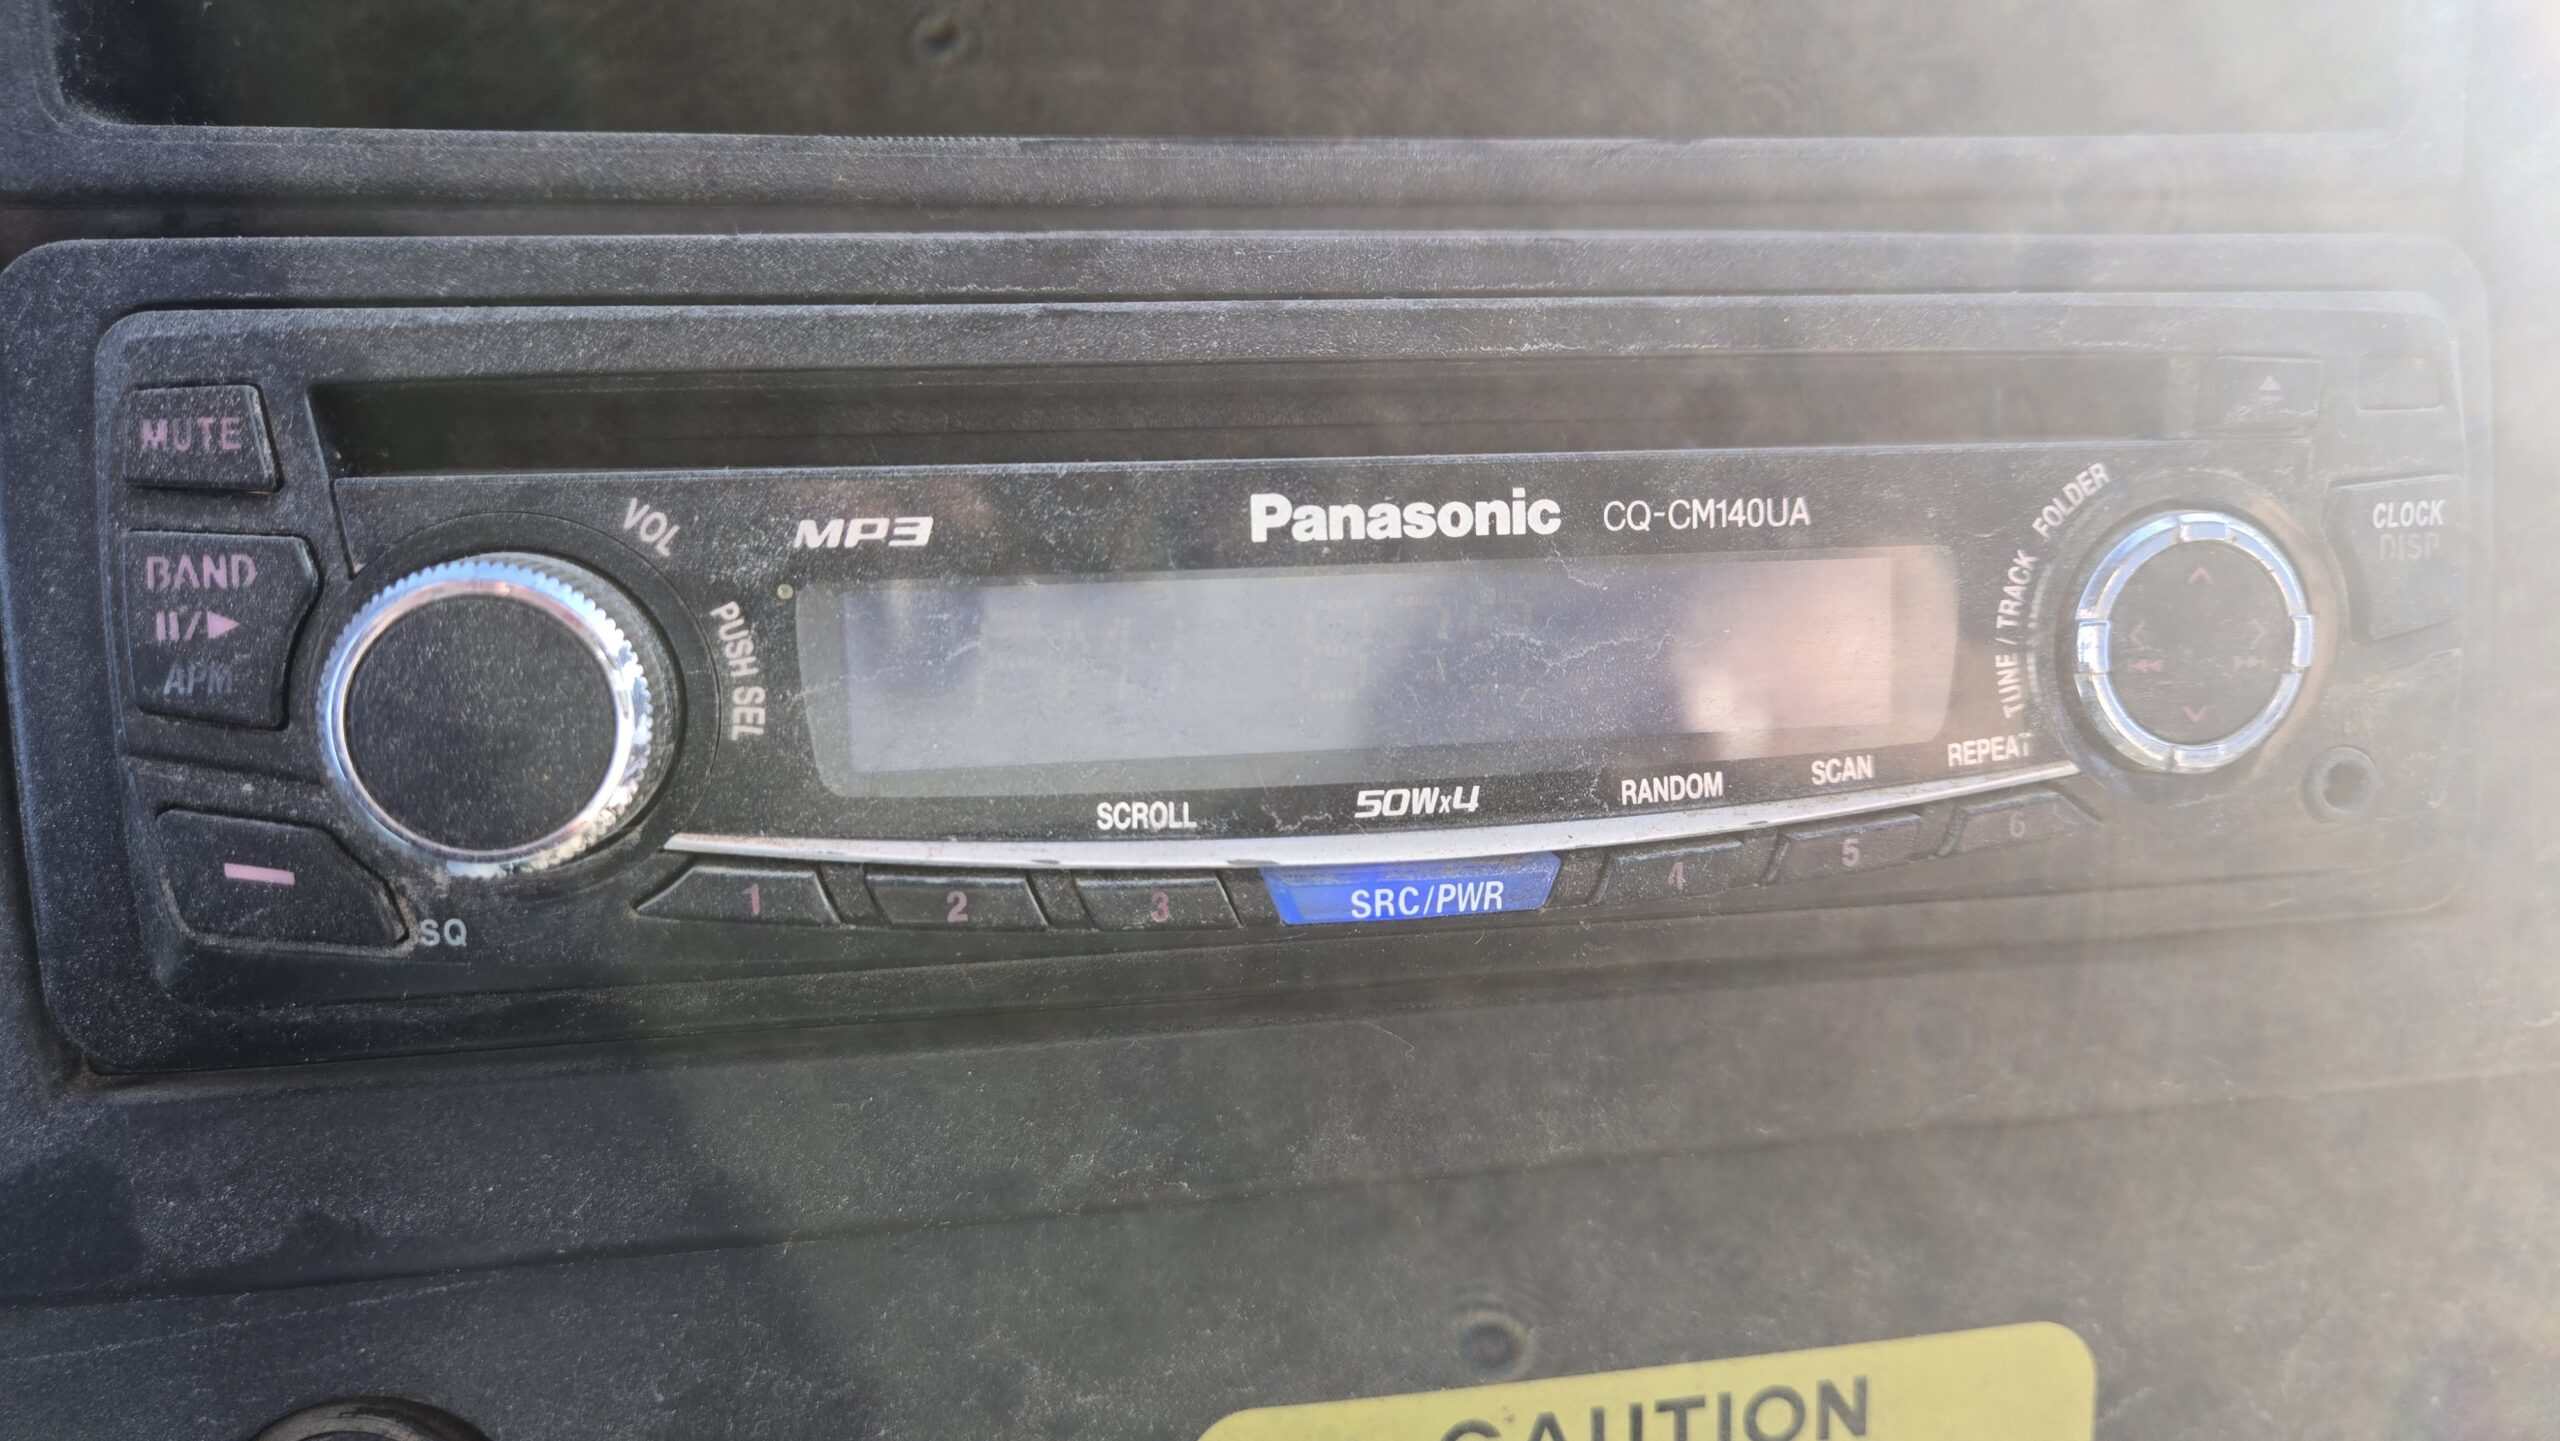 MUTE
BAND
II/▶
APM
SQ
VOL
PUSH SEL
MP3
Panasonic CQ-CM140UA
FOLDER
TUNE / TRACK
CLOCK
DISP
SCROLL
50Wx4
RANDOM
SCAN
REPEAT
1
2
3
SRC/PWR
4
5
6
CAUTION